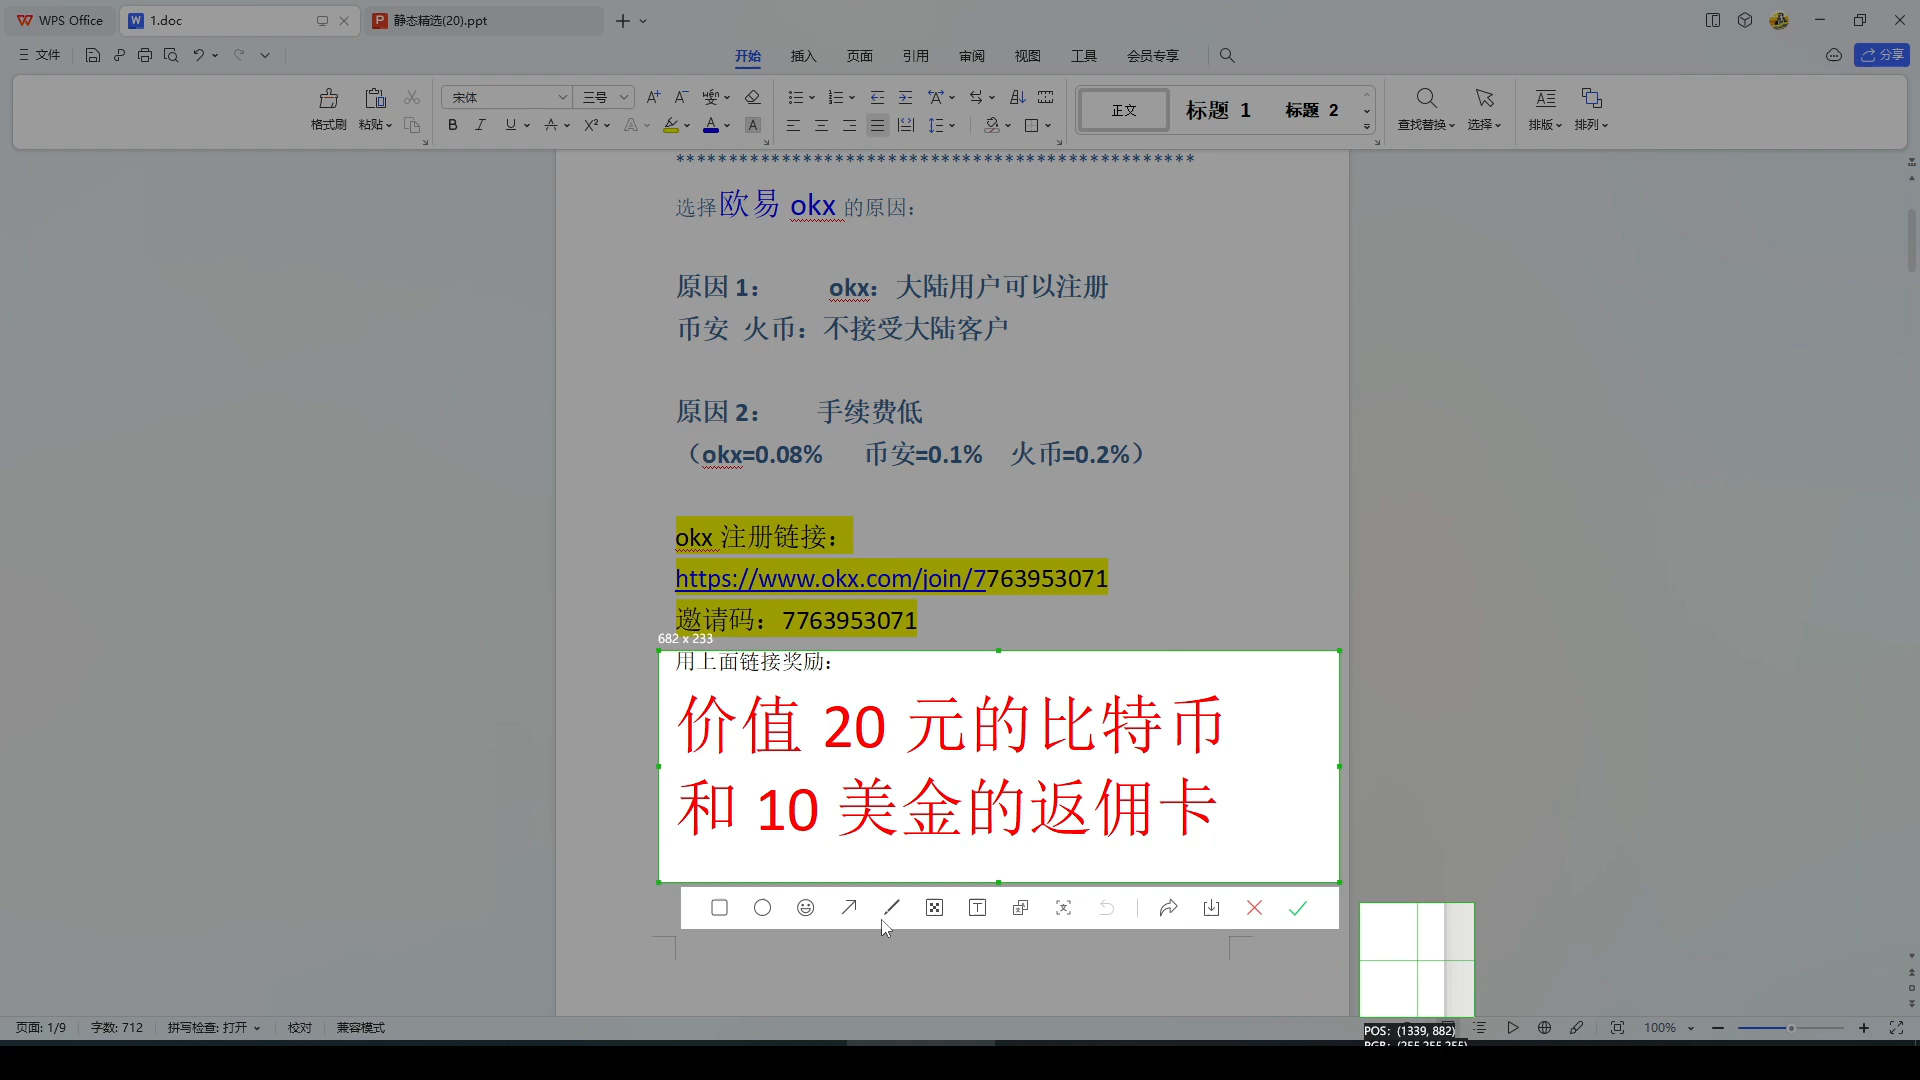 WPS Office
1.doc
静态精选(20).ppt
文件
开始
插入
页面
引用
审阅
视图
工具
会员专享
分享
格式刷
粘贴
宋体
三号
正文
标题 1
标题 2
查找替换
选择
排版
排列
**************************************************
选择欧易 okx 的原因：
原因 1： okx：大陆用户可以注册
币安 火币：不接受大陆客户
原因 2： 手续费低
（okx=0.08% 币安=0.1% 火币=0.2%）
okx 注册链接：
https://www.okx.com/join/7763953071
邀请码：7763953071
682 x 233
用上面链接奖励：
价值 20 元的比特币
和 10 美金的返佣卡
POS: (1339, 882)
RGB: (255,255,255)
页面: 1/9
字数: 712
拼写检查: 打开
校对
兼容模式
100%